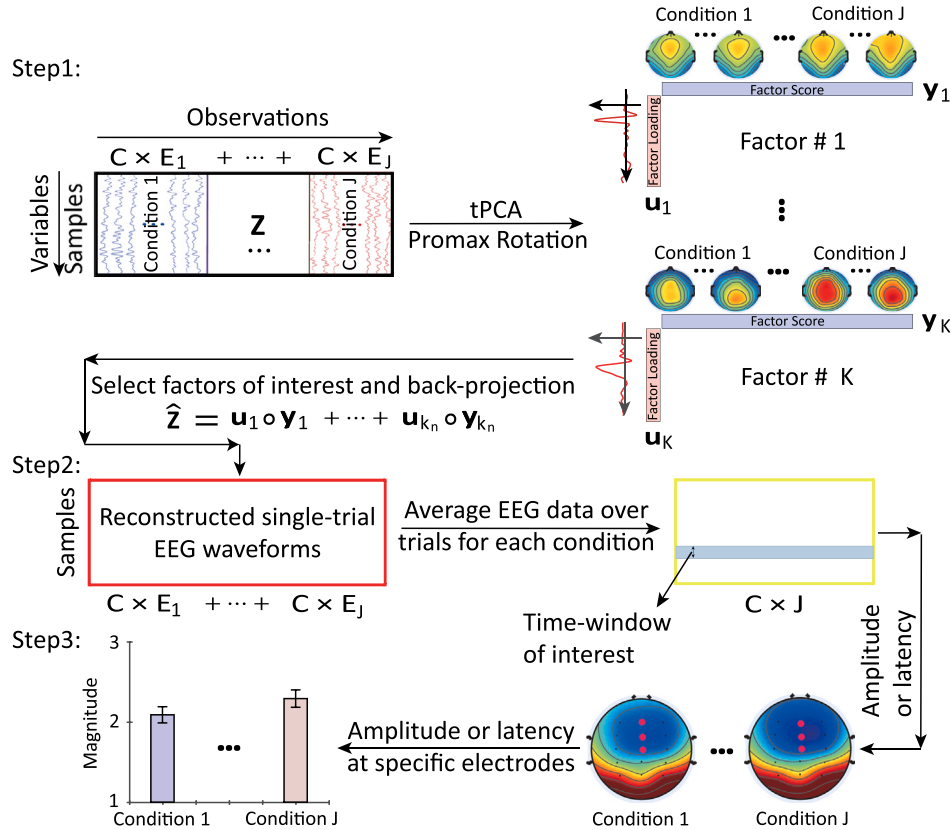 Step1:
Observations
C × E1 + ··· + C × EJ
Variables
Samples
Condition 1
Z
...
Condition J
tPCA
Promax Rotation
Condition 1 ... Condition J
Factor Score
y1
Factor Loading
Factor # 1
u1
Condition 1 ... Condition J
Factor Score
yK
Factor Loading
Factor # K
uK
Select factors of interest and back-projection
ẑ = u1 ∘ y1 + ··· + ukn ∘ ykn
Step2:
Samples
Reconstructed single-trial
EEG waveforms
C × E1 + ··· + C × EJ
Average EEG data over
trials for each condition
C × J
Time-window
of interest
Amplitude
or latency
Step3:
Magnitude
3
2
1
Condition 1
...
Condition J
Amplitude or latency
at specific electrodes
...
Condition 1
Condition J